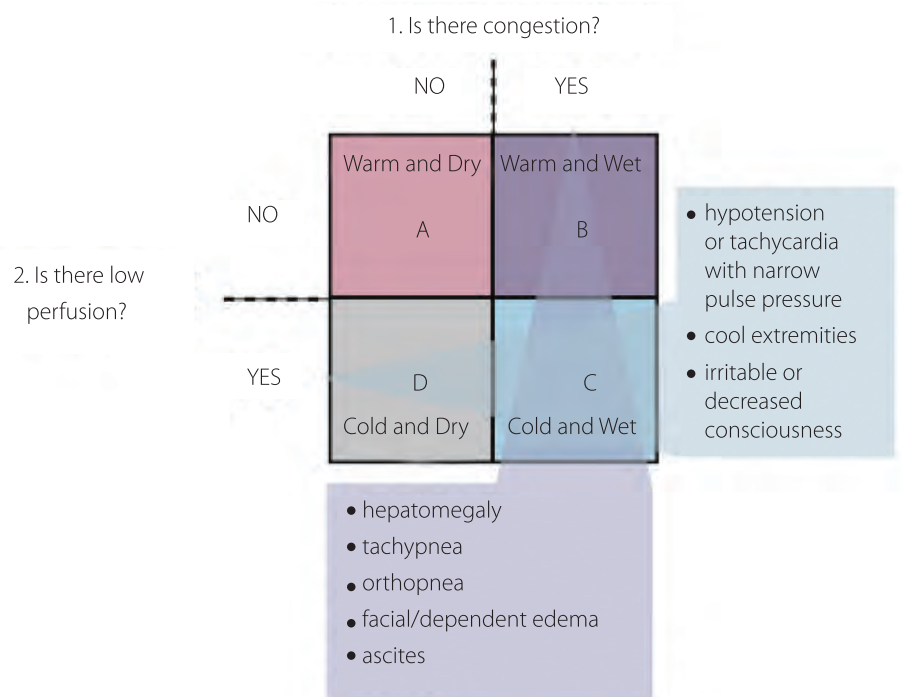 1. Is there congestion?
NO
YES
Warm and Dry
Warm and Wet
NO
A
B
2. Is there low
perfusion?
YES
D
C
Cold and Dry
Cold and Wet
• hypotension
or tachycardia
with narrow
pulse pressure
• cool extremities
• irritable or
decreased
consciousness
• hepatomegaly
• tachypnea
• orthopnea
• facial/dependent edema
• ascites